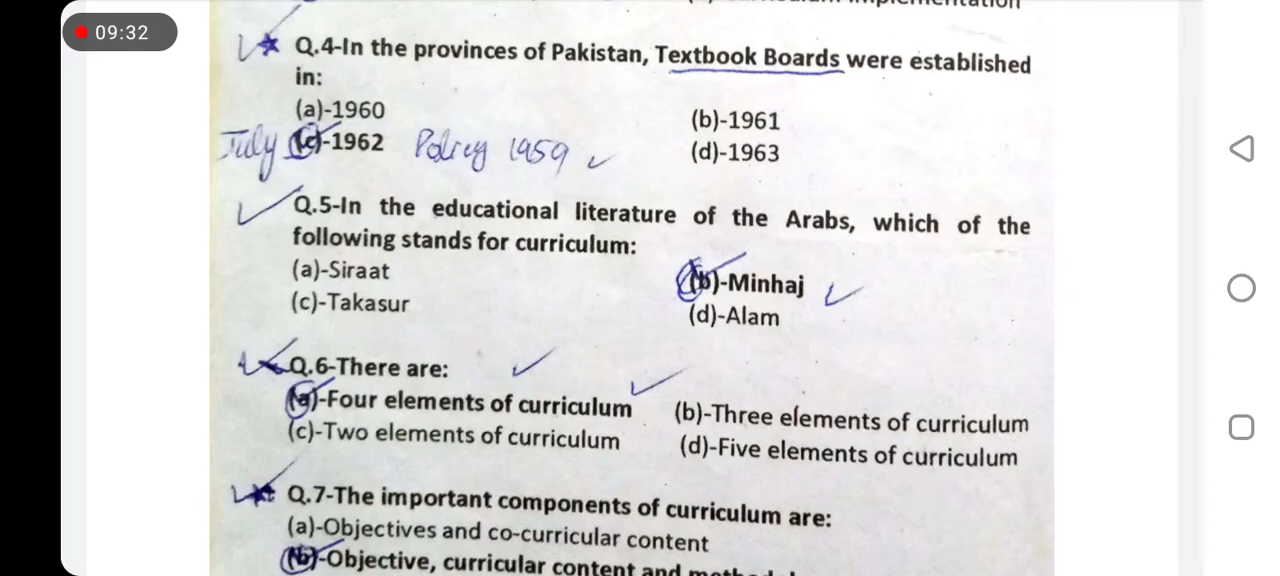 09:32
Q.4-In the provinces of Pakistan, Textbook Boards were established
in:
(a)-1960
(b)-1961
July (c)-1962 Policy 1959
(d)-1963
Q.5-In the educational literature of the Arabs, which of the
following stands for curriculum:
(a)-Siraat
(b)-Minhaj
(c)-Takasur
(d)-Alam
Q.6-There are:
(a)-Four elements of curriculum
(b)-Three elements of curriculum
(c)-Two elements of curriculum
(d)-Five elements of curriculum
Q.7-The important components of curriculum are:
(a)-Objectives and co-curricular content
(b)-Objective, curricular content and